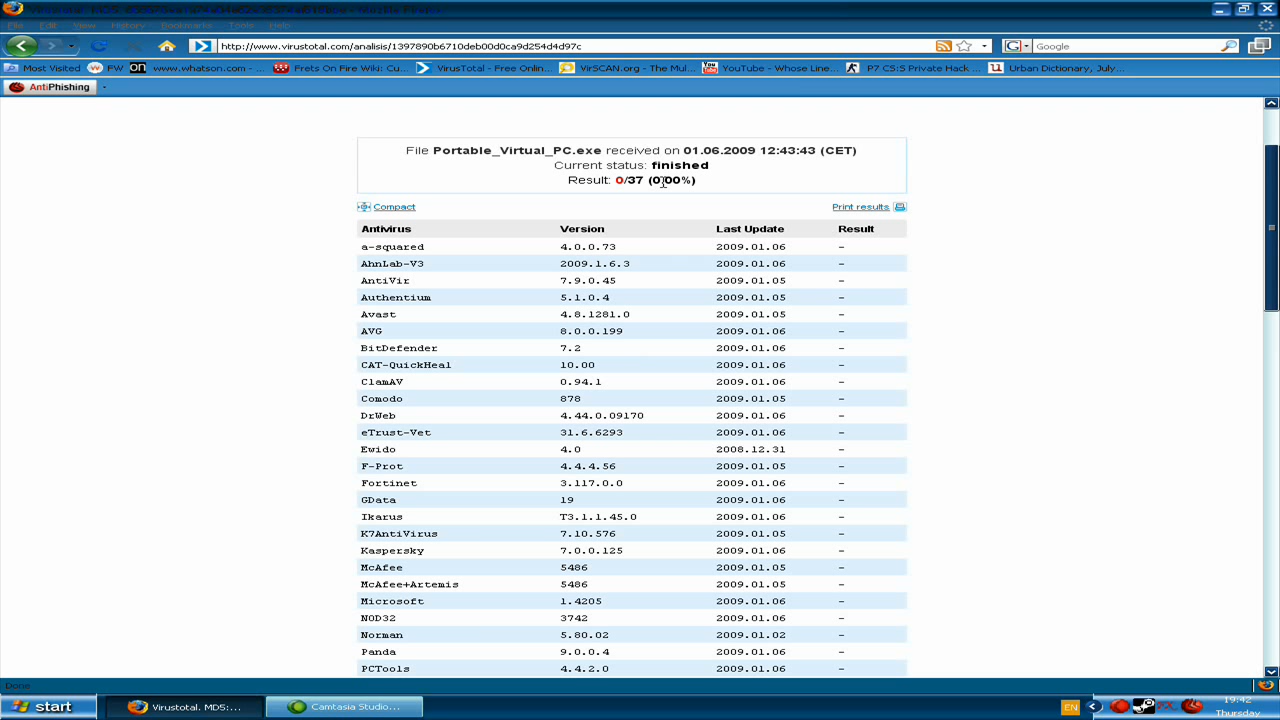 File Edit View History Bookmarks Tools Help
http://www.virustotal.com/analisis/1397890b6710deb00d0ca9d254d4d97c
Google
Most Visited FW www.whatson.com - ... Frets On Fire Wiki: Cu... VirusTotal - Free Onlin... VirSCAN.org - The Mul... YouTube - Whose Line... P7 CS:S Private Hack ... Urban Dictionary, July...
AntiPhishing
File Portable_Virtual_PC.exe received on 01.06.2009 12:43:43 (CET)
Current status: finished
Result: 0/37 (0.00%)
Compact Print results
Antivirus Version Last Update Result
a-squared 4.0.0.73 2009.01.06 -
AhnLab-V3 2009.1.6.3 2009.01.06 -
AntiVir 7.9.0.45 2009.01.05 -
Authentium 5.1.0.4 2009.01.05 -
Avast 4.8.1281.0 2009.01.05 -
AVG 8.0.0.199 2009.01.06 -
BitDefender 7.2 2009.01.06 -
CAT-QuickHeal 10.00 2009.01.06 -
ClamAV 0.94.1 2009.01.06 -
Comodo 878 2009.01.05 -
DrWeb 4.44.0.09170 2009.01.06 -
eTrust-Vet 31.6.6293 2009.01.06 -
Ewido 4.0 2008.12.31 -
F-Prot 4.4.4.56 2009.01.05 -
Fortinet 3.117.0.0 2009.01.06 -
GData 19 2009.01.06 -
Ikarus T3.1.1.45.0 2009.01.06 -
K7AntiVirus 7.10.576 2009.01.05 -
Kaspersky 7.0.0.125 2009.01.06 -
McAfee 5486 2009.01.05 -
McAfee+Artemis 5486 2009.01.05 -
Microsoft 1.4205 2009.01.06 -
NOD32 3742 2009.01.06 -
Norman 5.80.02 2009.01.02 -
Panda 9.0.0.4 2009.01.06 -
PCTools 4.4.2.0 2009.01.06 -
Done
start Virustotal. MD5:... Camtasia Studio... EN 19:42
Thursday